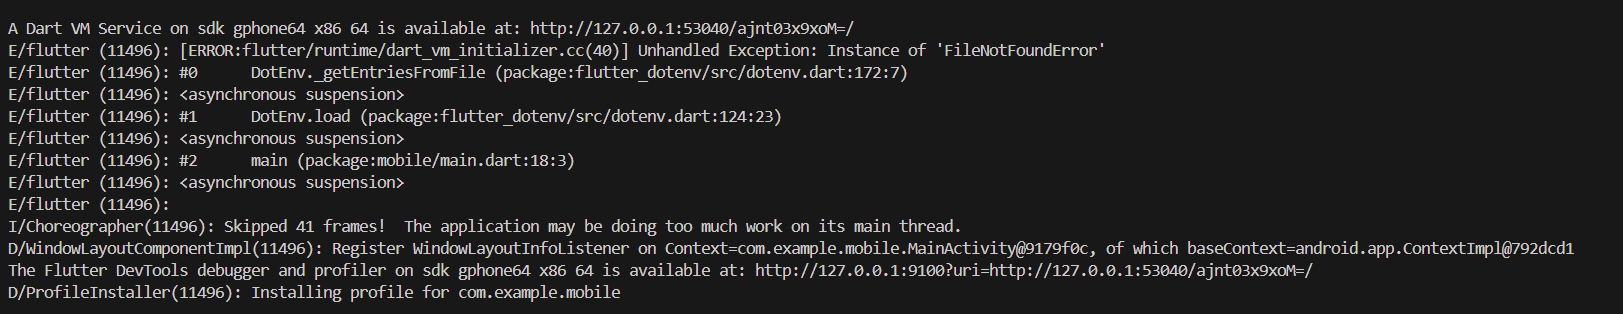 A Dart VM Service on sdk gphone64 x86 64 is available at: http://127.0.0.1:53040/ajnt03x9xoM=/
E/flutter (11496): [ERROR:flutter/runtime/dart_vm_initializer.cc(40)] Unhandled Exception: Instance of 'FileNotFoundError'
E/flutter (11496): #0      DotEnv._getEntriesFromFile (package:flutter_dotenv/src/dotenv.dart:172:7)
E/flutter (11496): <asynchronous suspension>
E/flutter (11496): #1      DotEnv.load (package:flutter_dotenv/src/dotenv.dart:124:23)
E/flutter (11496): <asynchronous suspension>
E/flutter (11496): #2      main (package:mobile/main.dart:18:3)
E/flutter (11496): <asynchronous suspension>
E/flutter (11496):
I/Choreographer(11496): Skipped 41 frames!  The application may be doing too much work on its main thread.
D/WindowLayoutComponentImpl(11496): Register WindowLayoutInfoListener on Context=com.example.mobile.MainActivity@9179f0c, of which baseContext=android.app.ContextImpl@792dcd1
The Flutter DevTools debugger and profiler on sdk gphone64 x86 64 is available at: http://127.0.0.1:9100?uri=http://127.0.0.1:53040/ajnt03x9xoM=/
D/ProfileInstaller(11496): Installing profile for com.example.mobile